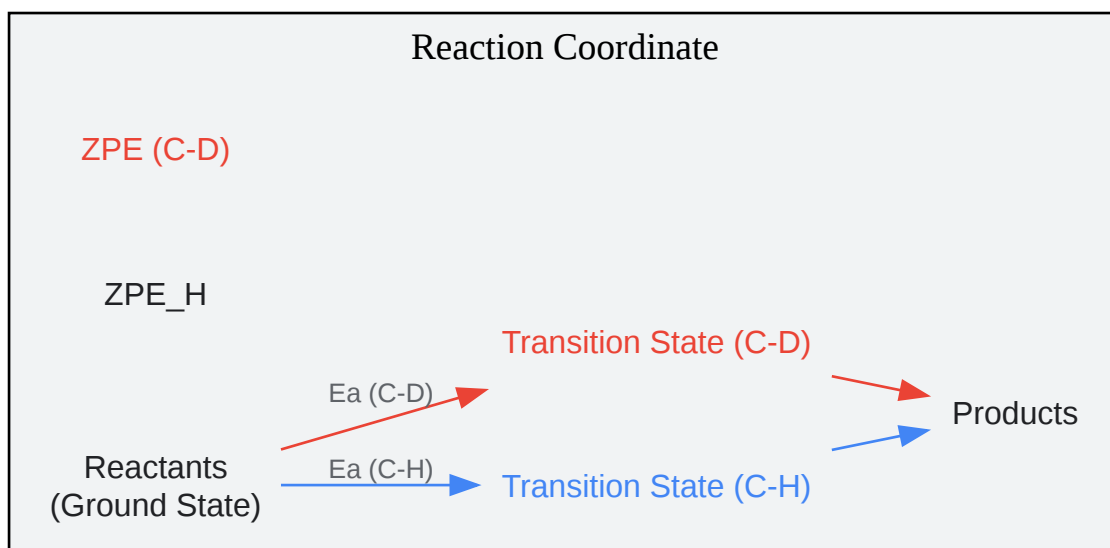 Reaction Coordinate
ZPE (C-D)
ZPE_H
Transition State (C-D)
Ea (C-D)
Products
Reactants
(Ground State)
Ea (C-H)
Transition State (C-H)